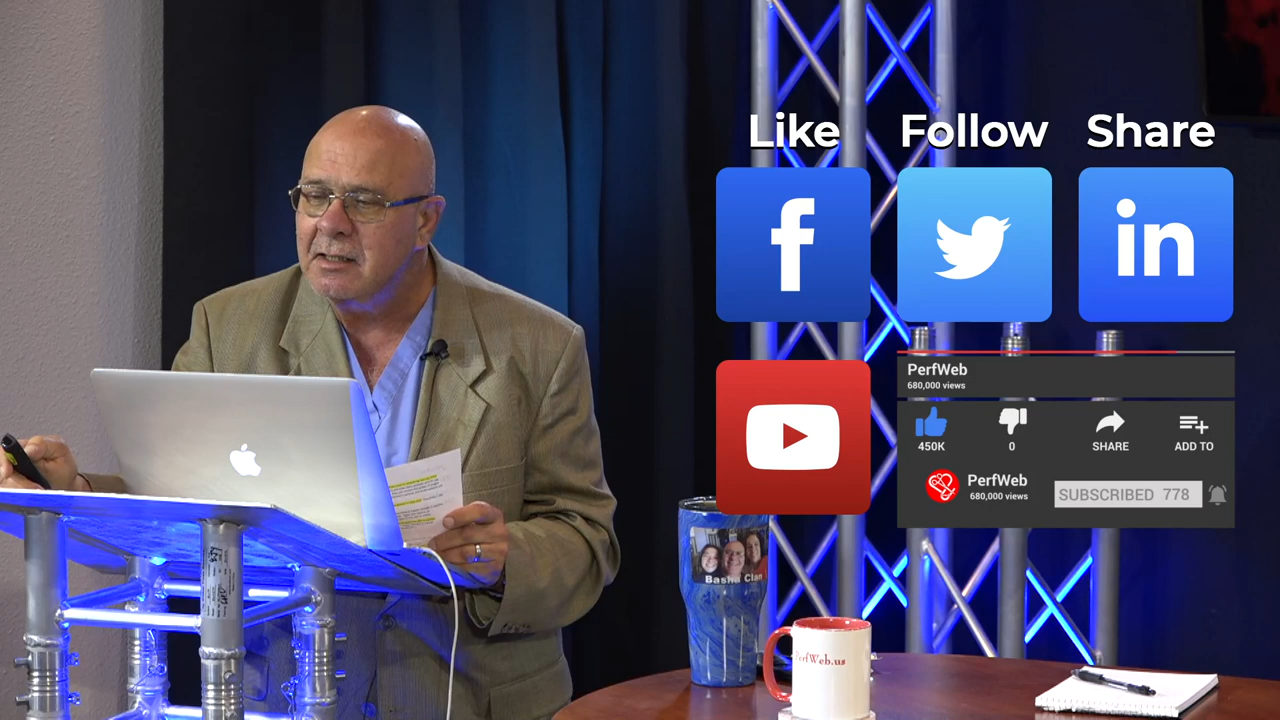 Like
Follow
Share
f
in
PerfWeb
680,000 views
450K
0
SHARE
ADD TO
PerfWeb
680,000 views
SUBSCRIBED 778
Basha Clan
PerfWeb.us